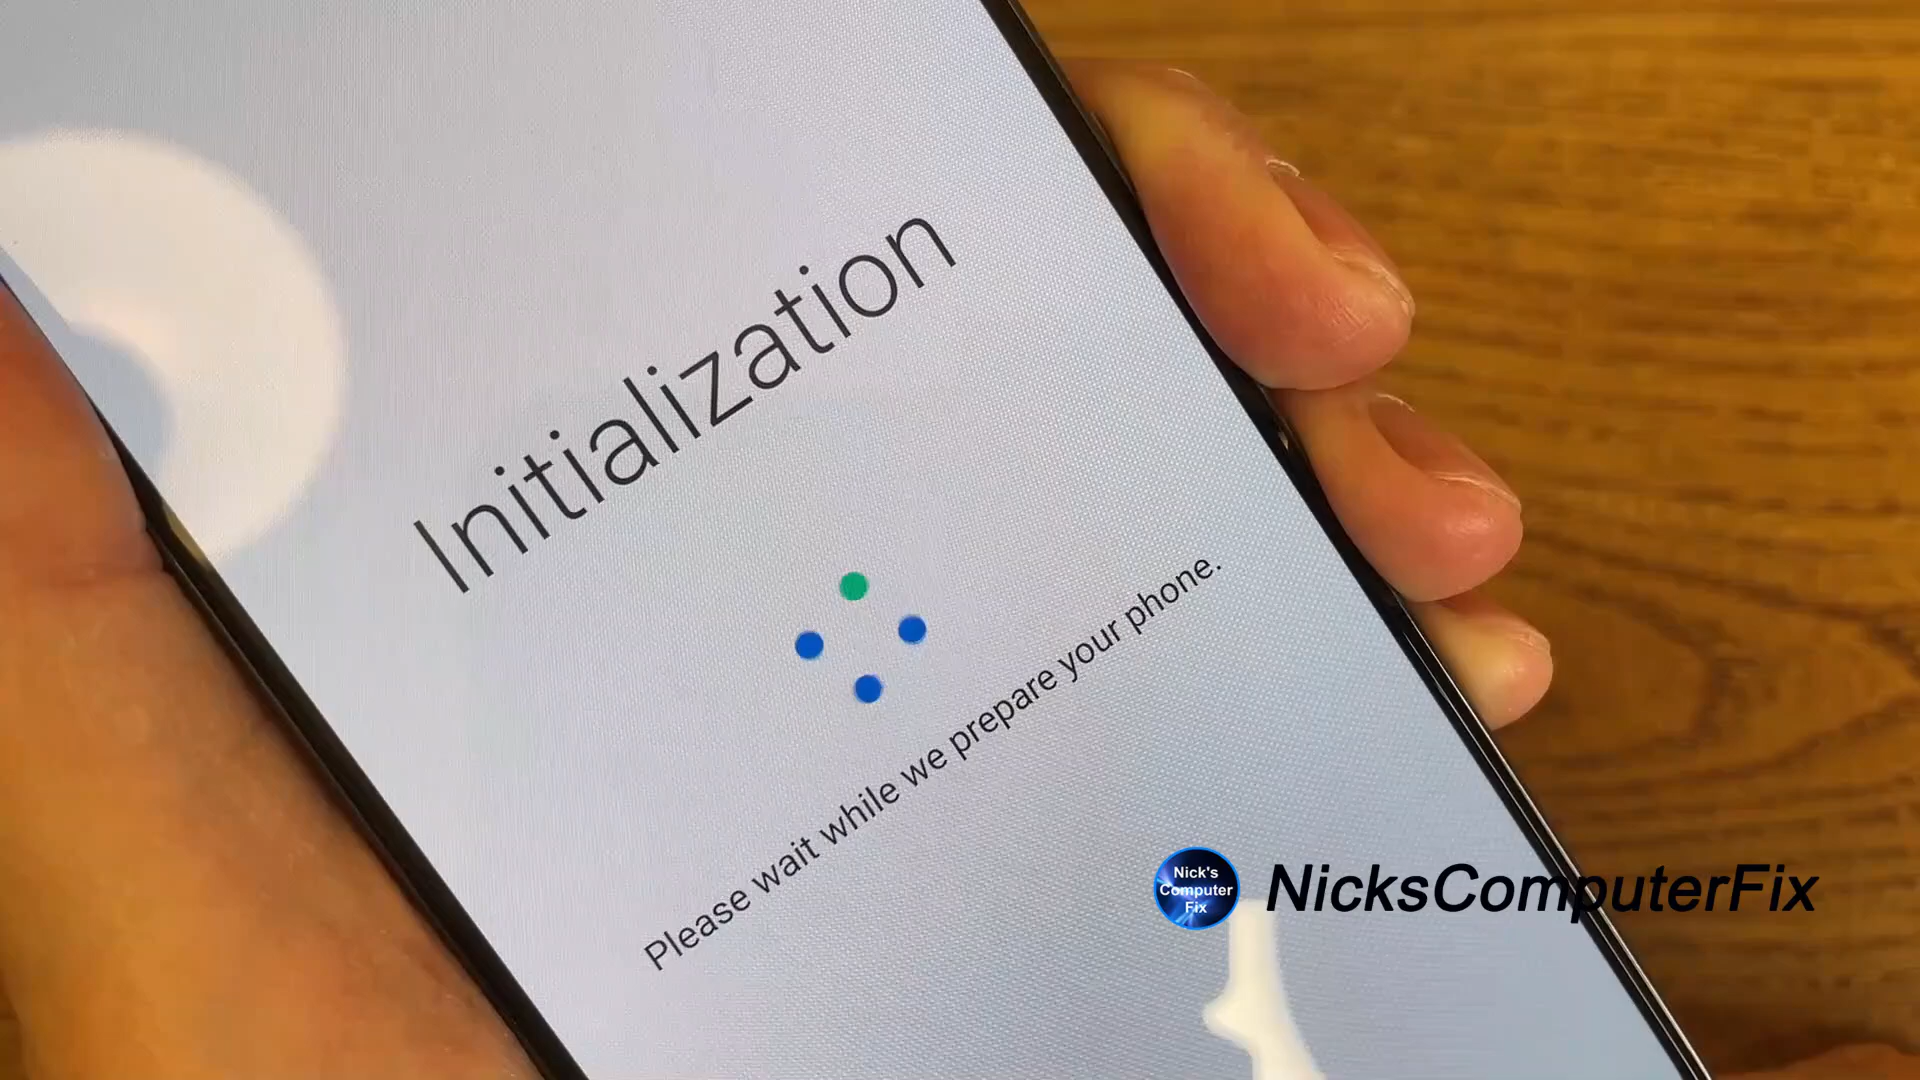 Initialization
Please wait while we prepare your phone.
Nick's
Computer
Fix
NicksComputerFix